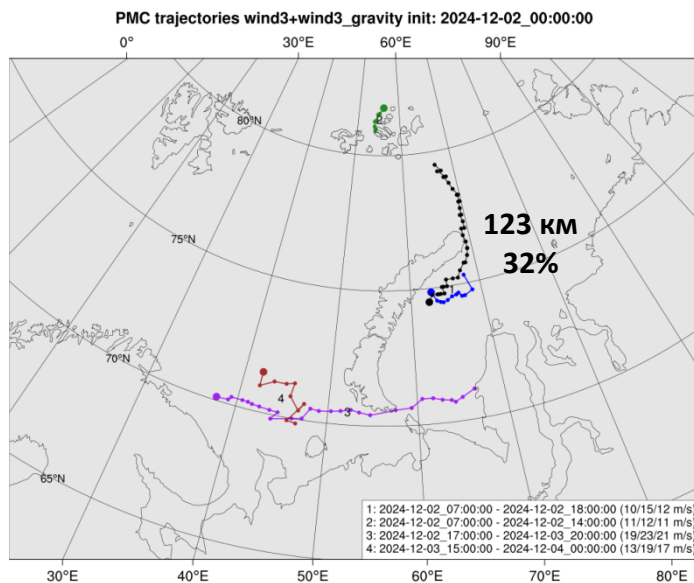 PMC trajectories wind3+wind3_gravity init: 2024-12-02_00:00:00
0° 30°E 60°E 90°E
80°N
2
123 км
32%
75°N
1
70°N
4
3
65°N
1: 2024-12-02_07:00:00 - 2024-12-02_18:00:00 (10/15/12 m/s)
2: 2024-12-02_07:00:00 - 2024-12-02_14:00:00 (11/12/11 m/s)
3: 2024-12-02_17:00:00 - 2024-12-03_20:00:00 (19/23/21 m/s)
4: 2024-12-03_15:00:00 - 2024-12-04_00:00:00 (13/19/17 m/s)
30°E 40°E 50°E 60°E 70°E 80°E